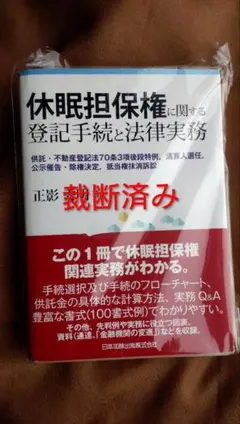 休眠担保権に関する
登記手続と法律実務
供託・不動産登記法70条3項後段特例，清算人選任，
公示催告・除権決定，抵当権抹消訴訟
正影
裁断済み
この1冊で休眠担保権
関連実務がわかる。
手続選択及び手続のフローチャート、
供託金の具体的な計算方法、実務Q&A
豊富な書式(100書式例)でわかりやすい。
その他、先判例や実務に役立つ図表、
資料(通達、「金融機関の変遷」)などを収録。
日本加除出版株式会社